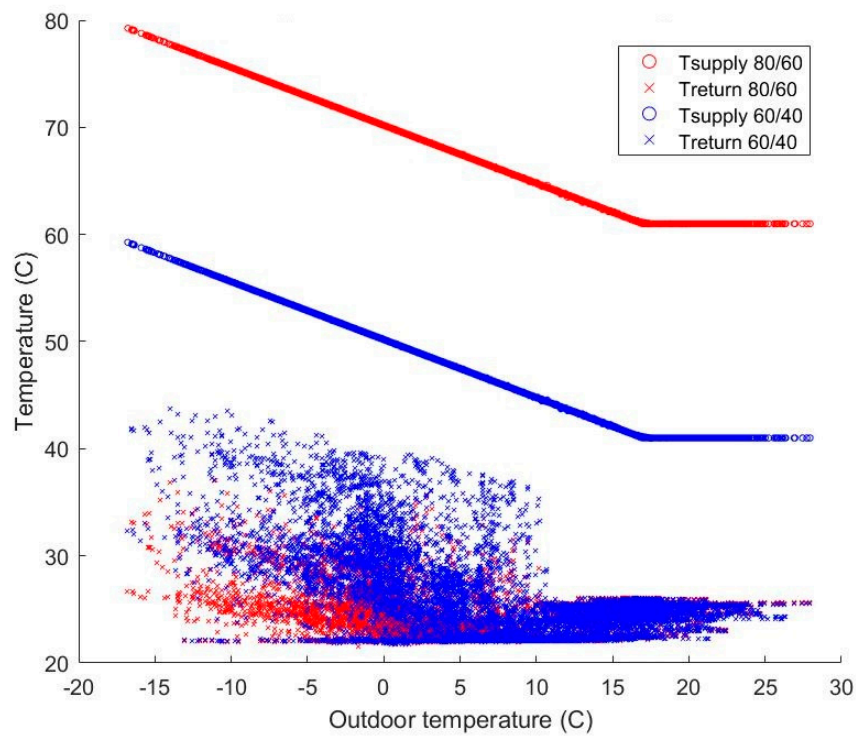 80
70
60
50
40
30
20
Temperature (C)
Tsupply 80/60
Treturn 80/60
Tsupply 60/40
Treturn 60/40
-20 -15 -10 -5 0 5 10 15 20 25 30
Outdoor temperature (C)